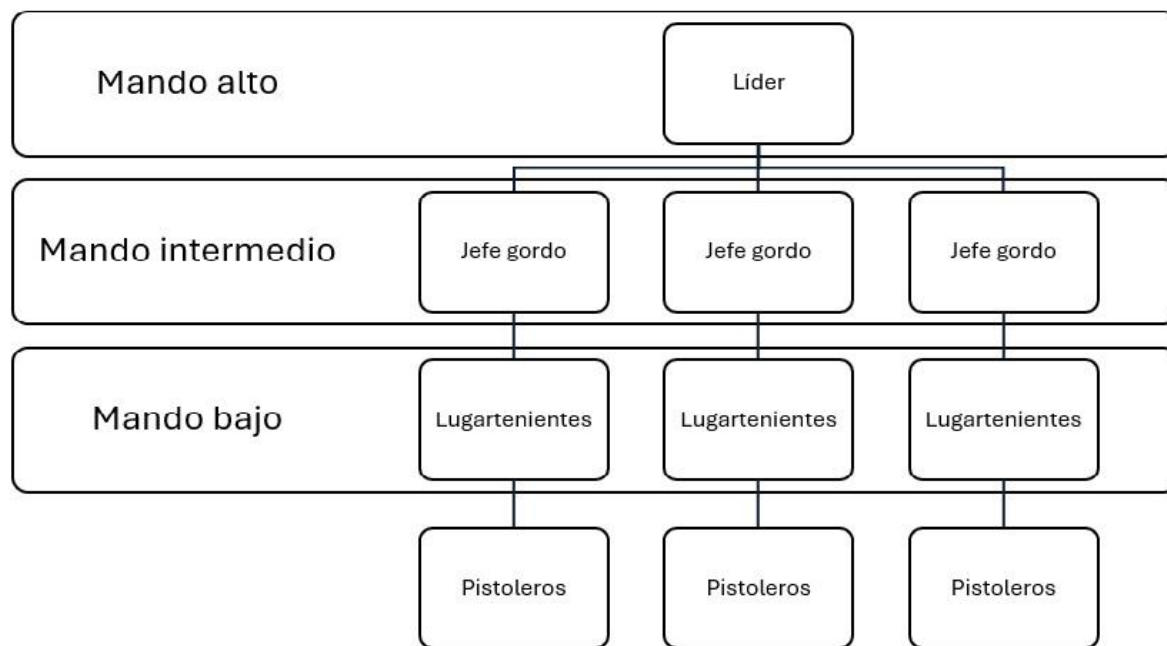 Mando alto
Líder
Mando intermedio
Jefe gordo
Jefe gordo
Jefe gordo
Mando bajo
Lugartenientes
Lugartenientes
Lugartenientes
Pistoleros
Pistoleros
Pistoleros